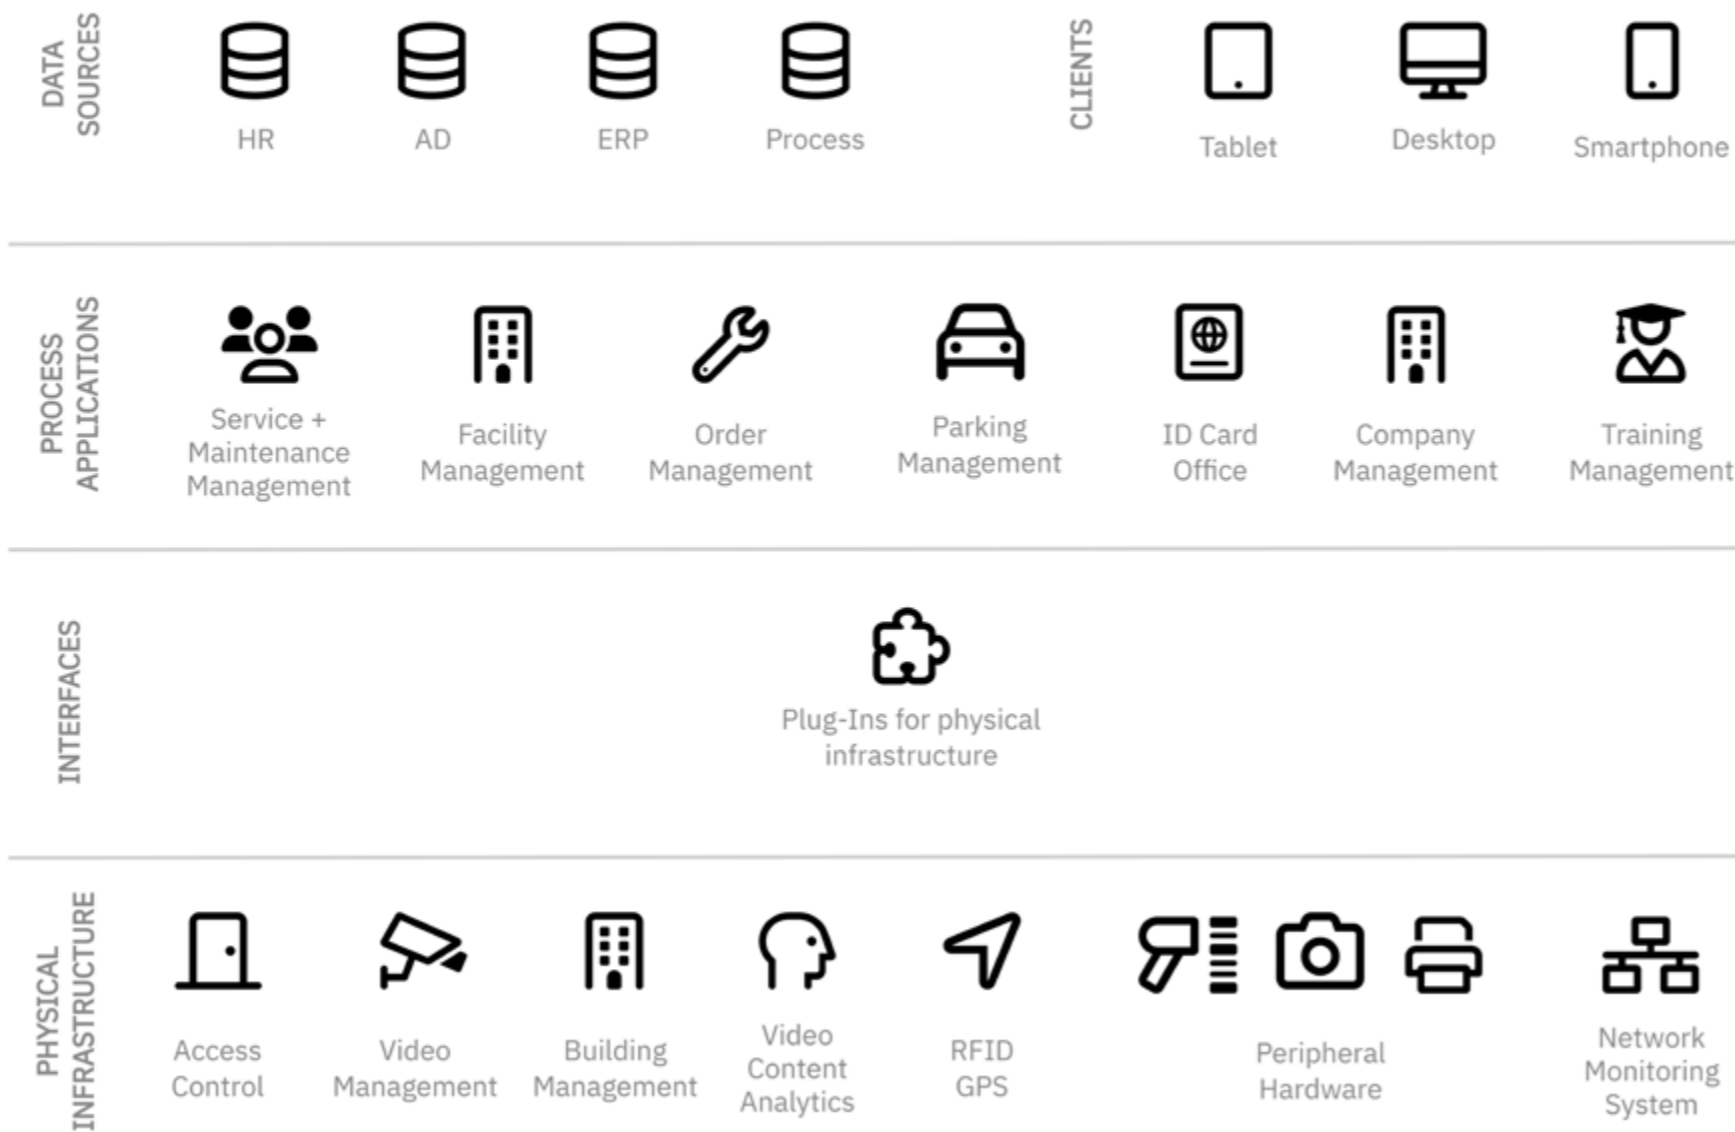 DATA
SOURCES
HR
AD
ERP
Process
CLIENTS
Tablet
Desktop
Smartphone
PROCESS
APPLICATIONS
Service +
Maintenance
Management
Facility
Management
Order
Management
Parking
Management
ID Card
Office
Company
Management
Training
Management
INTERFACES
Plug-Ins for physical
infrastructure
PHYSICAL
INFRASTRUCTURE
Access
Control
Video
Management
Building
Management
Video
Content
Analytics
RFID
GPS
Peripheral
Hardware
Network
Monitoring
System